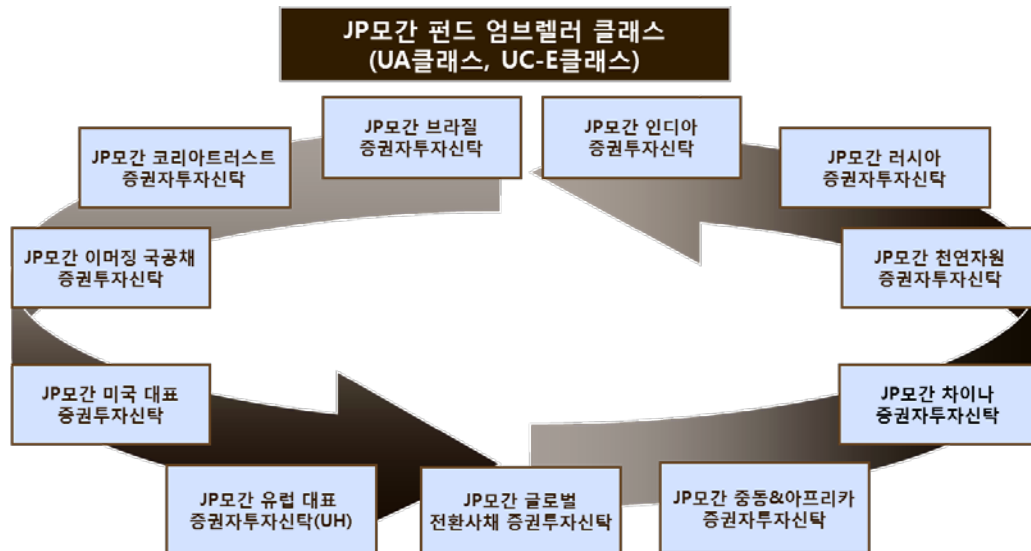 JP모간 펀드 엄브렐러 클래스
(UA클래스, UC-E클래스)
JP모간 브라질
증권자투자신탁
JP모간 인디아
증권자투자신탁
JP모간 코리아트러스트
증권자투자신탁
JP모간 러시아
증권자투자신탁
JP모간 이머징 국공채
증권투자신탁
JP모간 천연자원
증권자투자신탁
JP모간 미국 대표
증권투자신탁
JP모간 차이나
증권자투자신탁
JP모간 유럽 대표
증권자투자신탁(UH)
JP모간 글로벌
전환사채 증권투자신탁
JP모간 중동&아프리카
증권자투자신탁